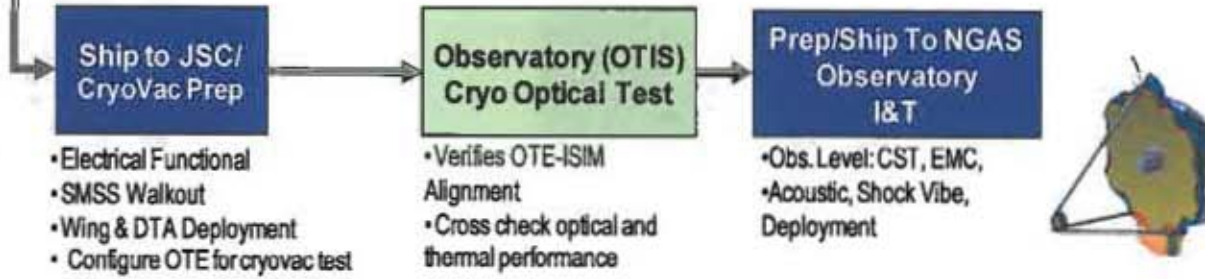 Ship to JSC/
CryoVac Prep
•Electrical Functional
•SMSS Walkout
•Wing & DTA Deployment
• Configure OTE for cryovac test
Observatory (OTIS)
Cryo Optical Test
•Verifies OTE-ISIM
Alignment
•Cross check optical and
thermal performance
Prep/Ship To NGAS
Observatory
I&T
•Obs. Level: CST, EMC,
•Acoustic, Shock Vibe,
Deployment